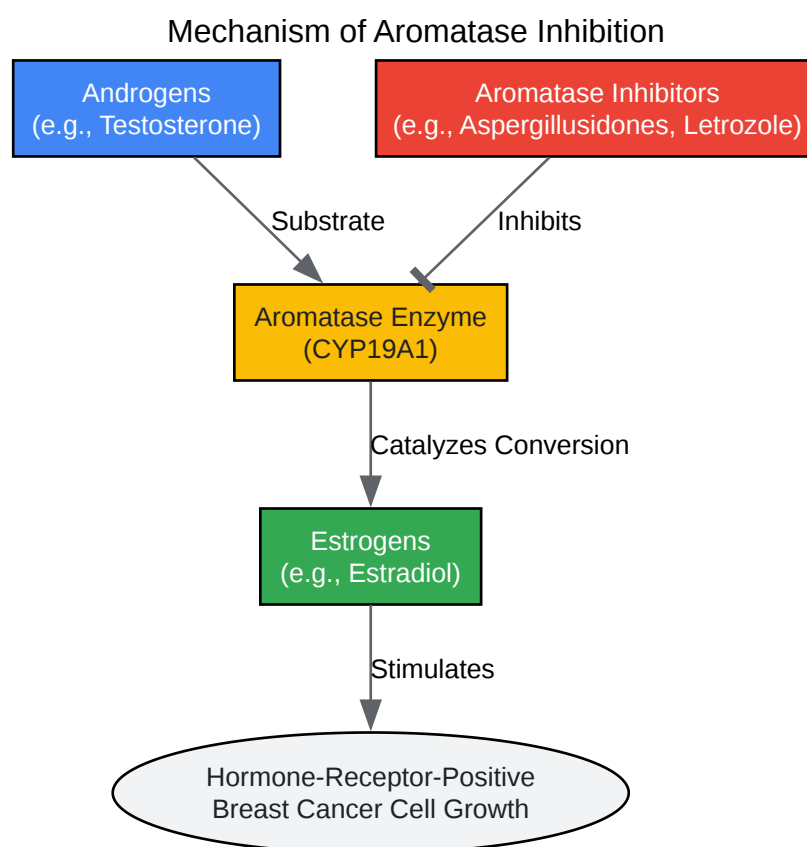 Mechanism of Aromatase Inhibition
Androgens
(e.g., Testosterone)
Aromatase Inhibitors
(e.g., Aspergillusidones, Letrozole)
Substrate
Inhibits
Aromatase Enzyme
(CYP19A1)
Catalyzes Conversion
Estrogens
(e.g., Estradiol)
Stimulates
Hormone-Receptor-Positive
Breast Cancer Cell Growth